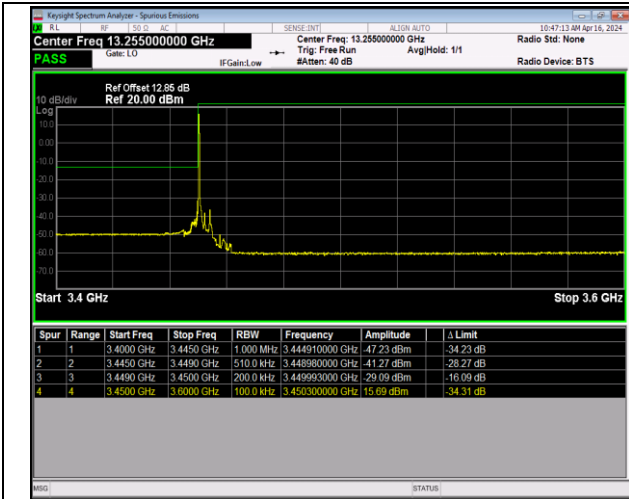 Keysight Spectrum Analyzer - Spurious Emissions
RL RF 50 Ω AC SENSE:INT ALIGN AUTO 10:47:13 AM Apr 16, 2024
Center Freq 13.255000000 GHz Center Freq: 13.255000000 GHz Radio Std: None
PASS Gate: LO Trig: Free Run Avg|Hold: 1/1
IFGain:Low #Atten: 40 dB Radio Device: BTS
Ref Offset 12.85 dB
10 dB/div Ref 20.00 dBm
Log
10.0
0.00
-10.0
-20.0
-30.0
-40.0
-50.0
-60.0
-70.0
Start 3.4 GHz Stop 3.6 GHz
Spur Range Start Freq Stop Freq RBW Frequency Amplitude Δ Limit
1 1 3.4000 GHz 3.4450 GHz 1.000 MHz 3.444910000 GHz -47.23 dBm -34.23 dB
2 2 3.4450 GHz 3.4490 GHz 510.0 kHz 3.448980000 GHz -41.27 dBm -28.27 dB
3 3 3.4490 GHz 3.4500 GHz 200.0 kHz 3.449993000 GHz -29.09 dBm -16.09 dB
4 4 3.4500 GHz 3.6000 GHz 100.0 kHz 3.450300000 GHz 15.69 dBm -34.31 dB
MSG STATUS